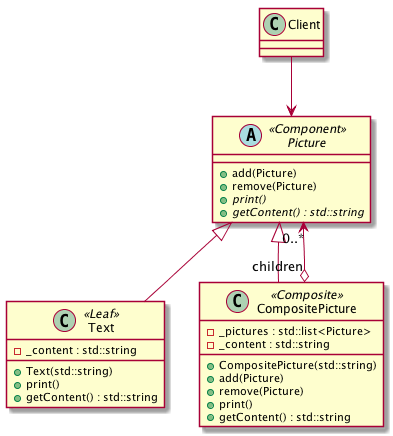 C Client
A «Component»
Picture
add(Picture)
remove(Picture)
print()
getContent() : std::string
0..*
children
C «Leaf»
Text
_content : std::string
Text(std::string)
print()
getContent() : std::string
C «Composite»
CompositePicture
_pictures : std::list<Picture>
_content : std::string
CompositePicture(std::string)
add(Picture)
remove(Picture)
print()
getContent() : std::string